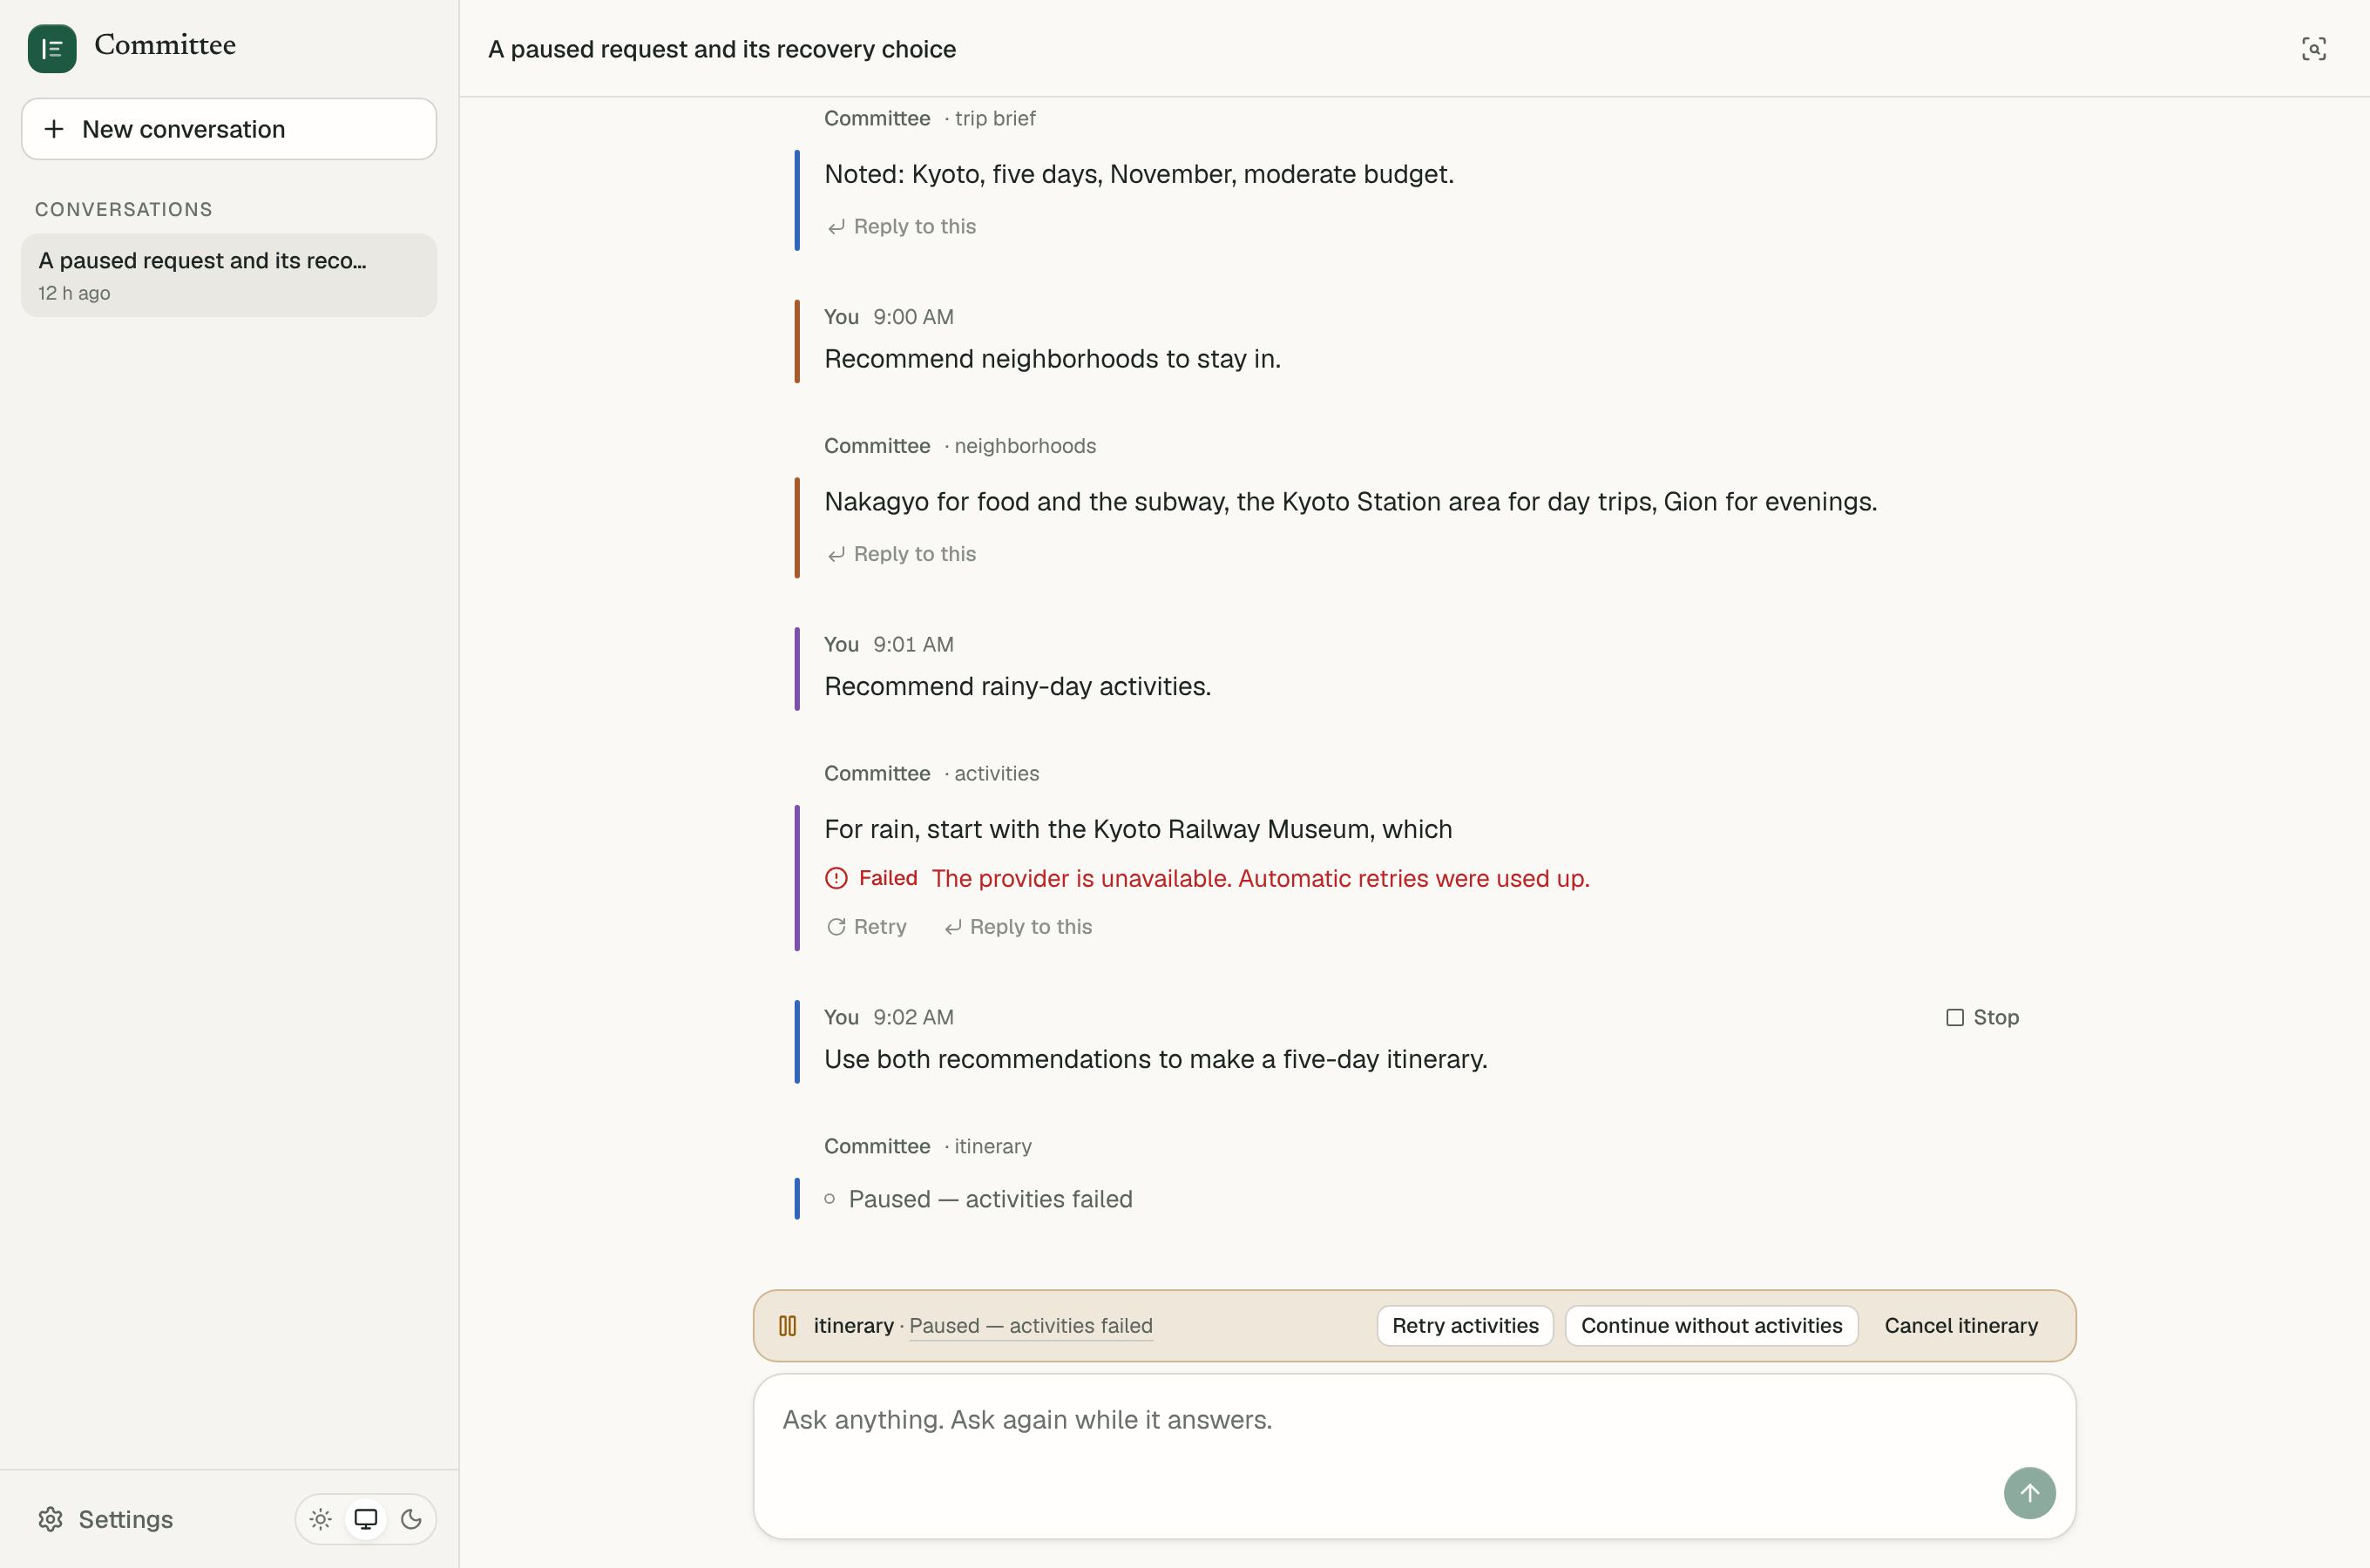 Committee
New conversation
CONVERSATIONS
A paused request and its reco...
12 h ago
Settings
A paused request and its recovery choice
Committee · trip brief
Noted: Kyoto, five days, November, moderate budget.
Reply to this
You 9:00 AM
Recommend neighborhoods to stay in.
Committee · neighborhoods
Nakagyo for food and the subway, the Kyoto Station area for day trips, Gion for evenings.
Reply to this
You 9:01 AM
Recommend rainy-day activities.
Committee · activities
For rain, start with the Kyoto Railway Museum, which
Failed The provider is unavailable. Automatic retries were used up.
Retry Reply to this
You 9:02 AM Stop
Use both recommendations to make a five-day itinerary.
Committee · itinerary
Paused — activities failed
itinerary · Paused — activities failed Retry activities Continue without activities Cancel itinerary
Ask anything. Ask again while it answers.